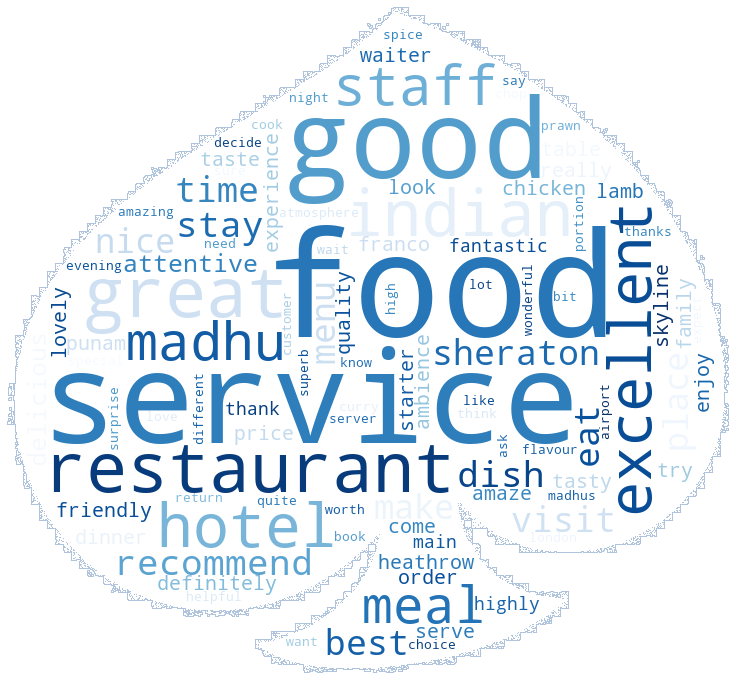 spice
waiter
staff
say
night
good
prawn
cook
decide
table
taste
experience
really
time
look
chicken
lamb
indian
amazing
atmosphere
stay
portion
thanks
nice
need
wait
franco
fantastic
evening
attentive
food
excellent
great
lovely
customer
menu
quality
high
lot
wonderful
bit
skyline
family
punam
madhu
know
ambience
sheraton
superb
place
delicious
service
enjoy
surprise
different
love
thank
curry
server
starter
like
think
eat
airport
price
ask
flavour
restaurant
dish
try
tasty
return
quite
worth
amaze
madhus
friendly
hotel
make
visit
dinner
book
come
main
london
recommend
heathrow
definitely
order
helpful
meal
highly
want
best
serve
choice